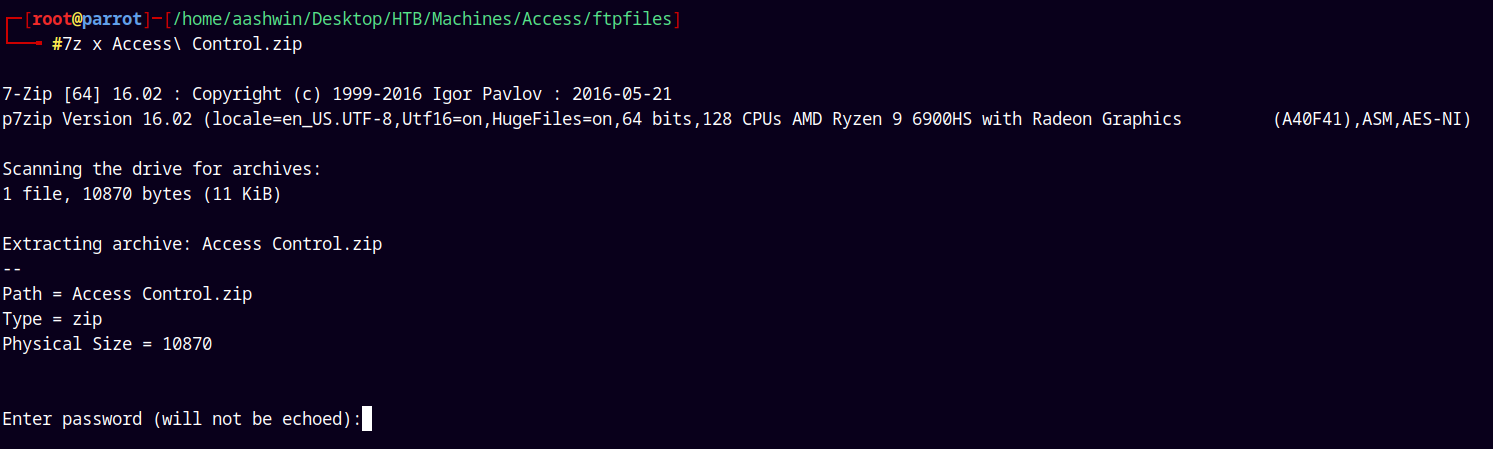 ┌─[root@parrot]─[/home/aashwin/Desktop/HTB/Machines/Access/ftpfiles]
└──╼ #7z x Access\ Control.zip
7-Zip [64] 16.02 : Copyright (c) 1999-2016 Igor Pavlov : 2016-05-21
p7zip Version 16.02 (locale=en_US.UTF-8,Utf16=on,HugeFiles=on,64 bits,128 CPUs AMD Ryzen 9 6900HS with Radeon Graphics         (A40F41),ASM,AES-NI)
Scanning the drive for archives:
1 file, 10870 bytes (11 KiB)
Extracting archive: Access Control.zip
--
Path = Access Control.zip
Type = zip
Physical Size = 10870
Enter password (will not be echoed):